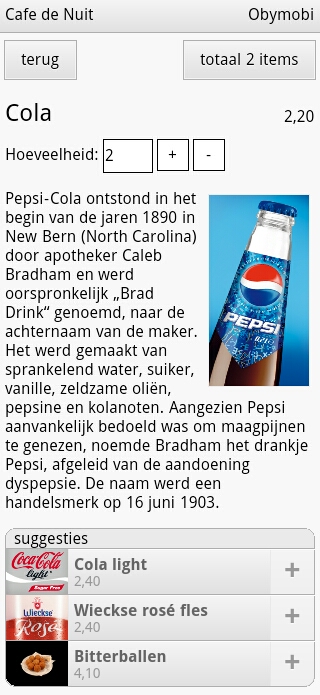 Cafe de Nuit Obymobi
terug totaal 2 items
Cola 2,20
Hoeveelheid: 2 + -
Pepsi-Cola ontstond in het
begin van de jaren 1890 in
New Bern (North Carolina)
door apotheker Caleb
Bradham en werd
oorspronkelijk „Brad
Drink“ genoemd, naar de
achternaam van de maker.
Het werd gemaakt van
sprankelend water, suiker,
vanille, zeldzame oliën,
pepsine en kolanoten. Aangezien Pepsi
aanvankelijk bedoeld was om maagpijnen
te genezen, noemde Bradham het drankje
Pepsi, afgeleid van de aandoening
dyspepsie. De naam werd een
handelsmerk op 16 juni 1903.
PEPSI
suggesties
Coca-Cola
light
Sugar Free
Cola light
2,40
+
Wieckse
Rosé
Wieckse rosé fles
2,40
+
Bitterballen
4,10
+